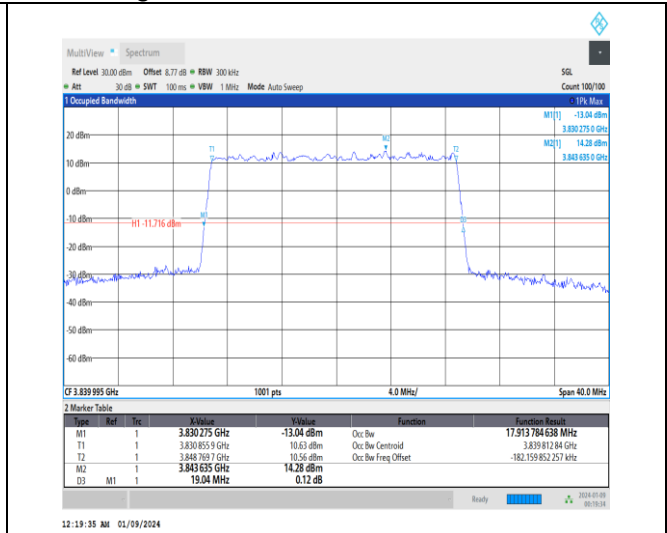 MultiView Spectrum
Ref Level 30.00 dBm Offset 8.77 dB RBW 300 kHz SGL
Att 30 dB SWT 100 ms VBW 1 MHz Mode Auto Sweep Count 100/100
1 Occupied Bandwidth 1Pk Max
M1[1] -13.04 dBm
3.830 275 0 GHz
M2[1] 14.28 dBm
3.843 635 0 GHz
20 dBm
T1 M2 T2
10 dBm
0 dBm
-10 dBm
M1
H1 -11.716 dBm
-20 dBm
-30 dBm
-40 dBm
-50 dBm
-60 dBm
CF 3.839 995 GHz 1001 pts 4.0 MHz/ Span 40.0 MHz
2 Marker Table
Type Ref Trc X-Value Y-Value Function Function Result
M1 1 3.830 275 GHz -13.04 dBm Occ Bw 17.913 784 638 MHz
T1 1 3.830 855 9 GHz 10.63 dBm Occ Bw Centroid 3.839 812 84 GHz
T2 1 3.848 769 7 GHz 10.56 dBm Occ Bw Freq Offset -182.159 852 257 kHz
M2 1 3.843 635 GHz 14.28 dBm
D3 M1 1 19.04 MHz 0.12 dB
Ready 2024-01-09
00:19:34
12:19:35 AM 01/09/2024